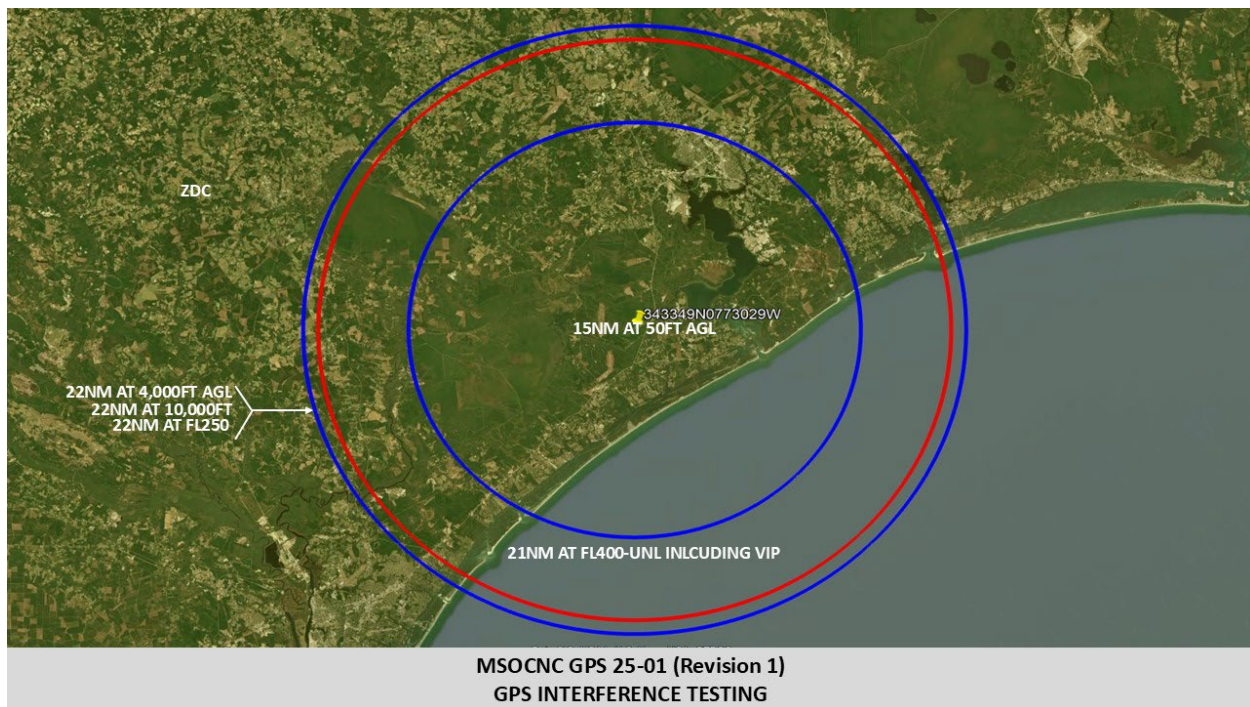 ZDC
343349N0773029W
15NM AT 50FT AGL
22NM AT 4,000FT AGL
22NM AT 10,000FT
22NM AT FL250
21NM AT FL400-UNL INLCUDING VIP
MSOCNC GPS 25-01 (Revision 1)
GPS INTERFERENCE TESTING